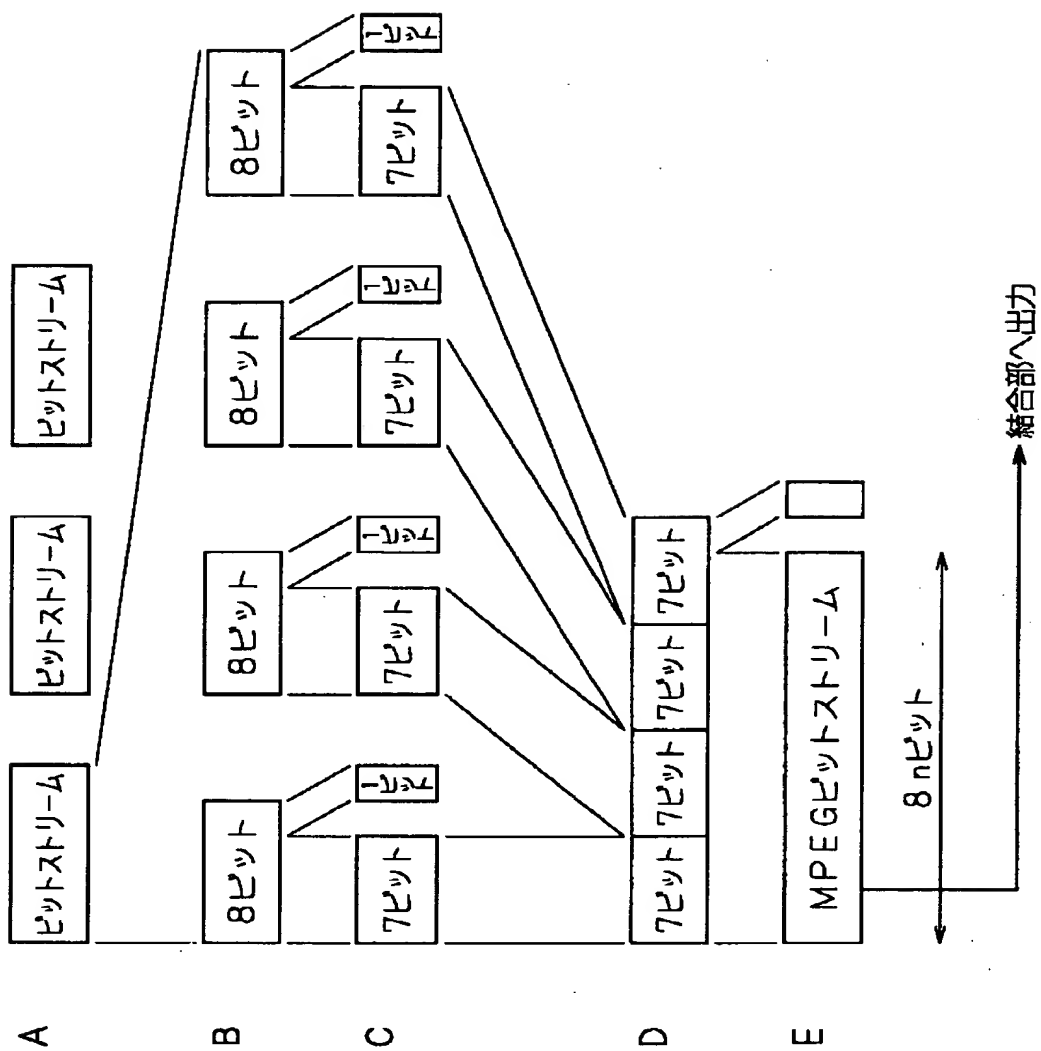 A
ビットストリーム
ビットストリーム
ビットストリーム
B
8ビット
8ビット
8ビット
8ビット
C
7ビット
1ビット
7ビット
1ビット
7ビット
1ビット
7ビット
1ビット
D
7ビット
7ビット
7ビット
7ビット
E
MPEGビットストリーム
8nビット
結合部へ出力